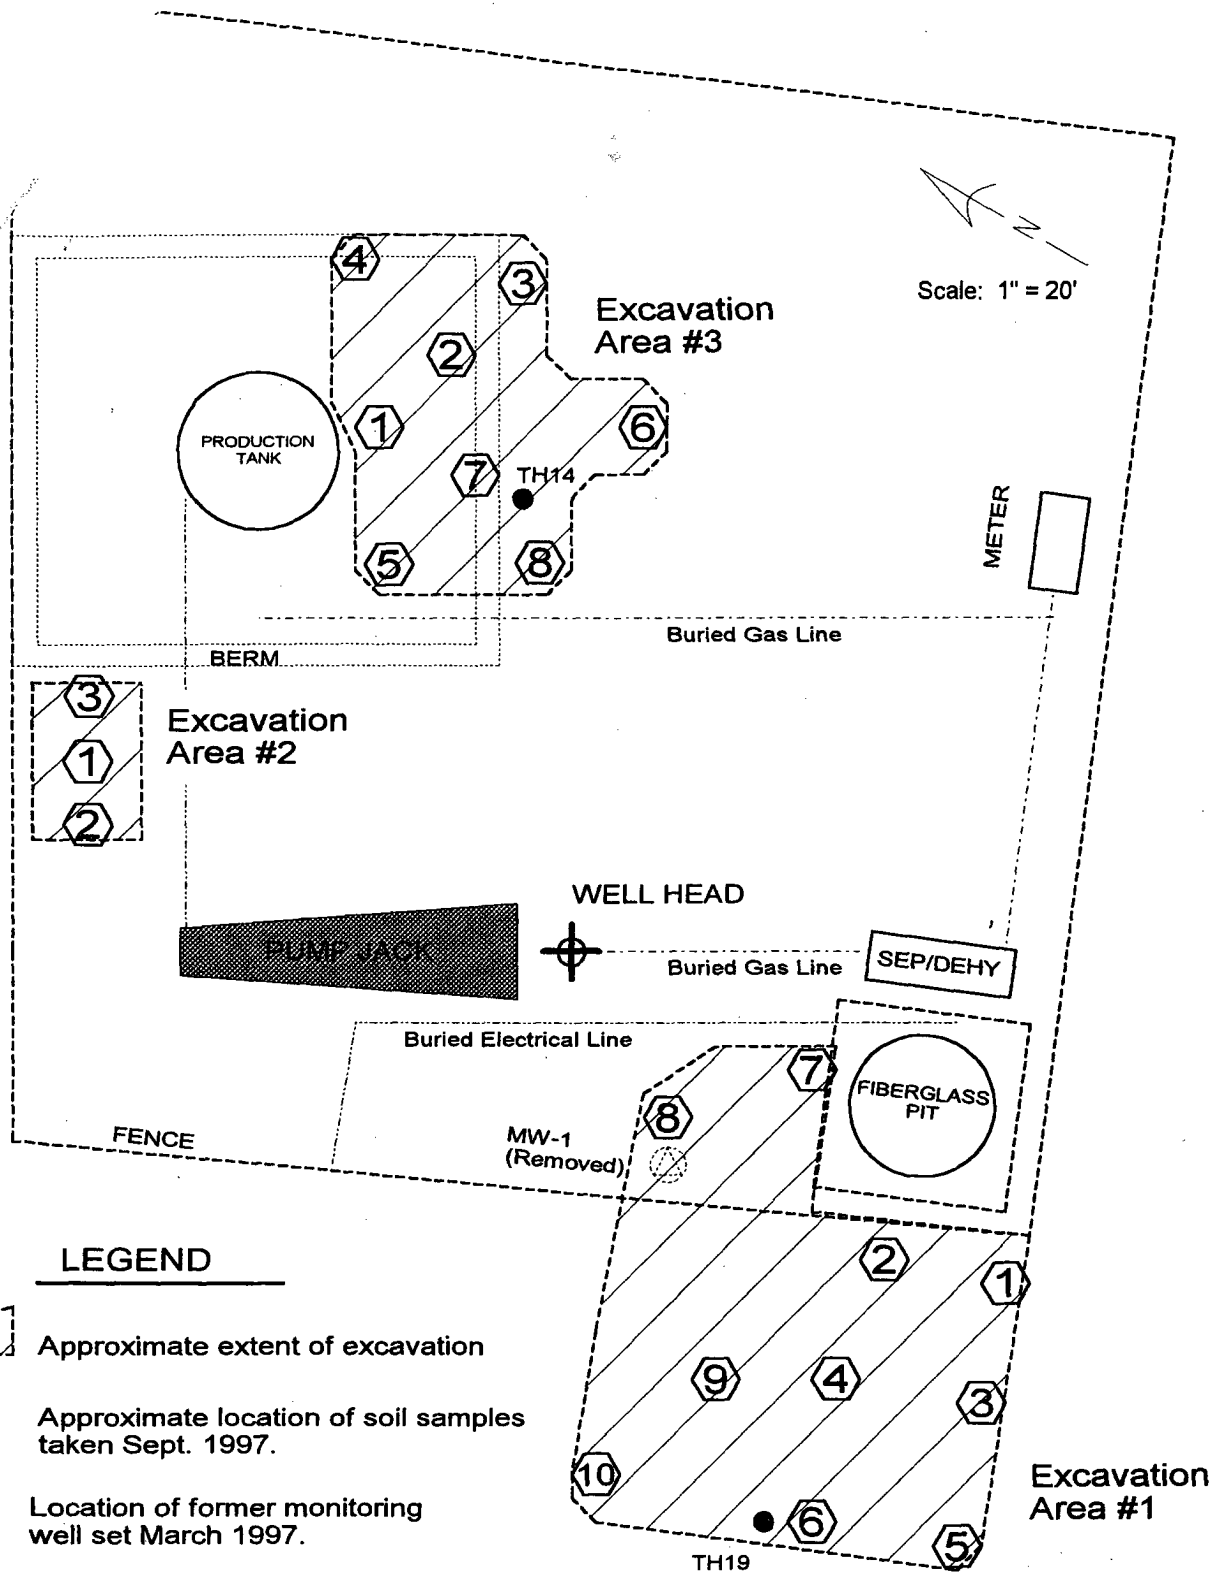 N
Scale: 1" = 20'
4
3
Excavation
Area #3
2
1
6
PRODUCTION
TANK
7
TH14
METER
5
8
Buried Gas Line
BERM
3
Excavation
Area #2
1
2
WELL HEAD
PUMP JACK
SEP/DEHY
Buried Gas Line
Buried Electrical Line
7
FIBERGLASS
PIT
8
FENCE
MW-1
(Removed)
2
1
LEGEND
Approximate extent of excavation
9
4
3
Approximate location of soil samples
taken Sept. 1997.
10
Excavation
Area #1
Location of former monitoring
well set March 1997.
6
5
TH19